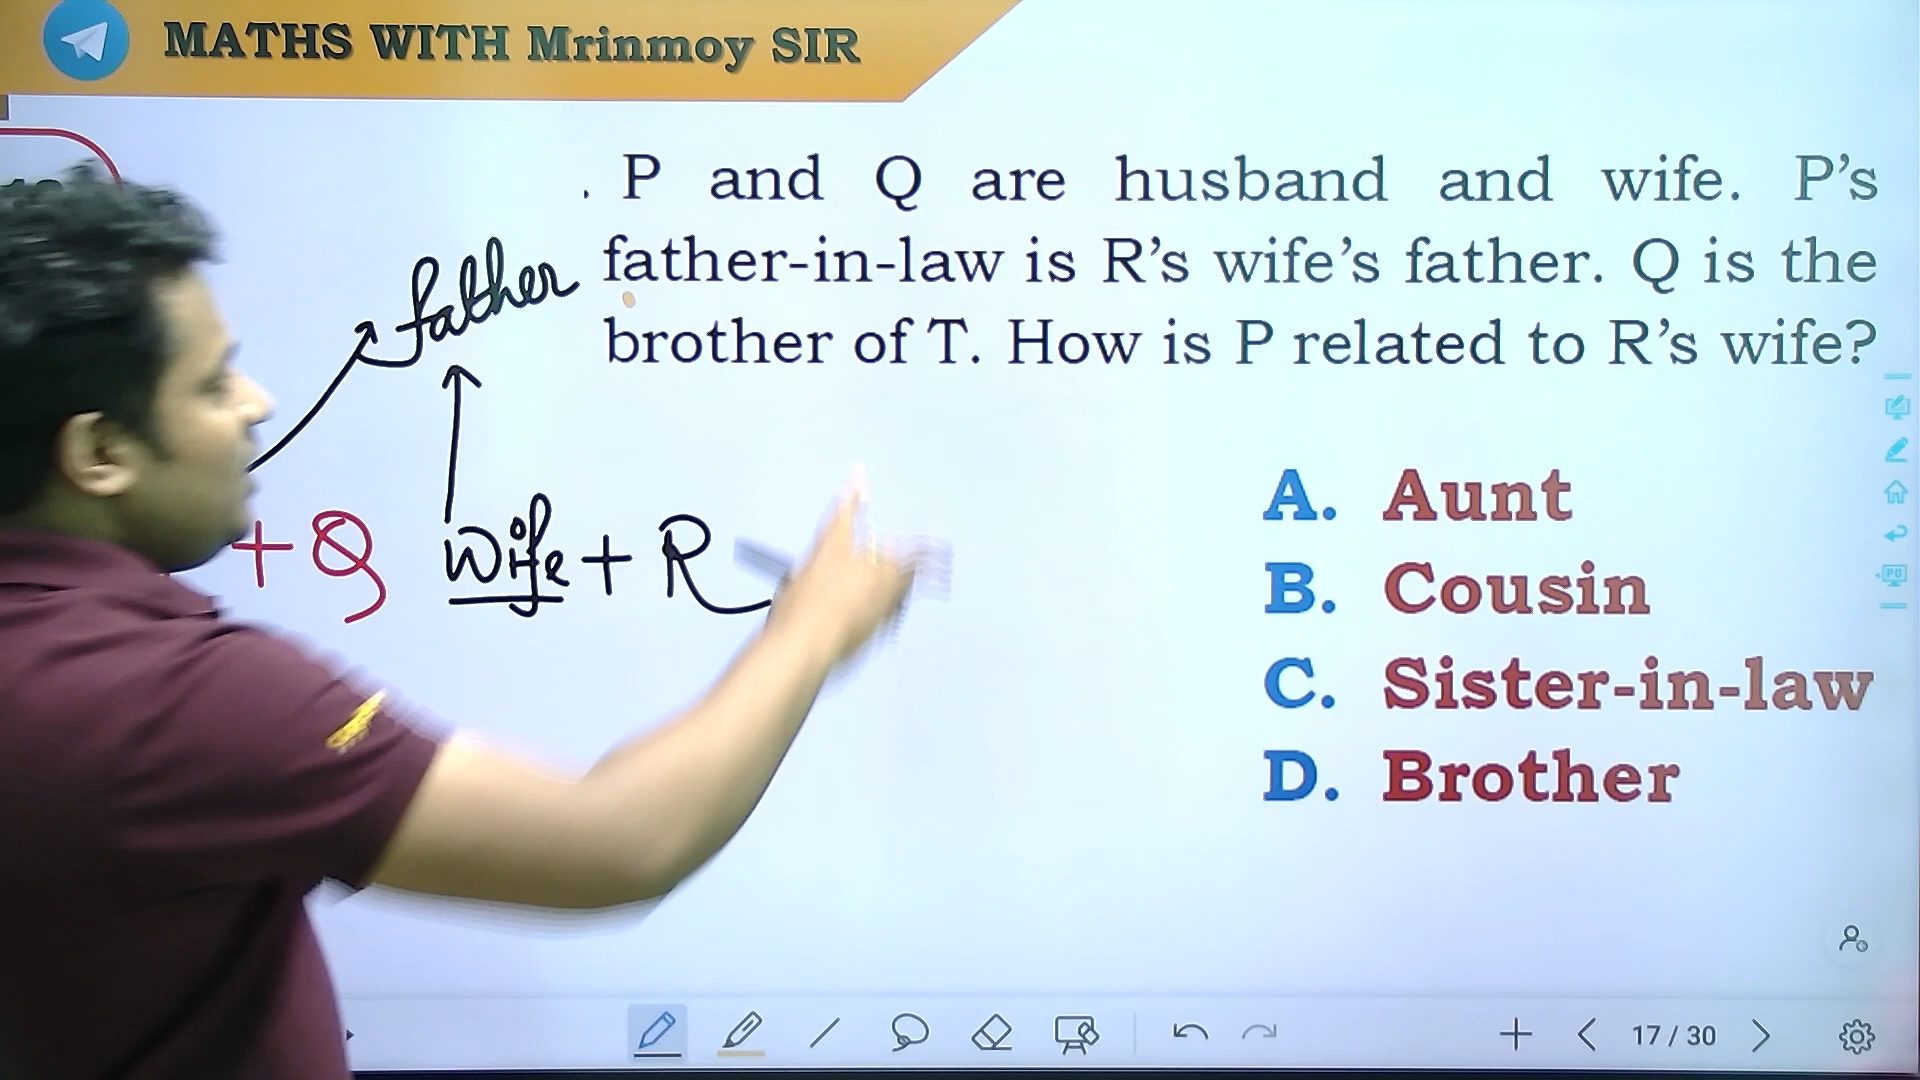 MATHS WITH Mrinmoy SIR
. P and Q are husband and wife. P's
father-in-law is R's wife's father. Q is the
brother of T. How is P related to R's wife?
father
+ Q wife + R
A. Aunt
B. Cousin
C. Sister-in-law
D. Brother
17 / 30